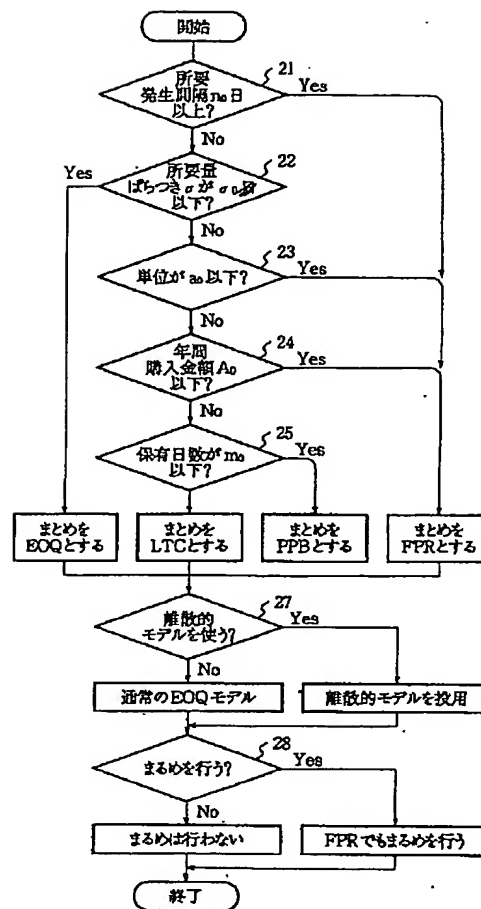 開始
21
所要
発生間隔n₀日
以上?
Yes
No
Yes
22
所要量
ばらつきσがσ₀
以下?
No
23
単位がa₀以下?
Yes
No
24
年間
購入金額A₀
以下?
Yes
No
25
保有日数がm₀
以下?
Yes
No
まとめを
EOQとする
まとめを
LTCとする
まとめを
PPBとする
まとめを
FPRとする
27
離散的
モデルを使う?
Yes
No
通常のEOQモデル
離散的モデルを投用
28
まるめを行う?
Yes
No
まるめは行わない
FPRでもまるめを行う
終了